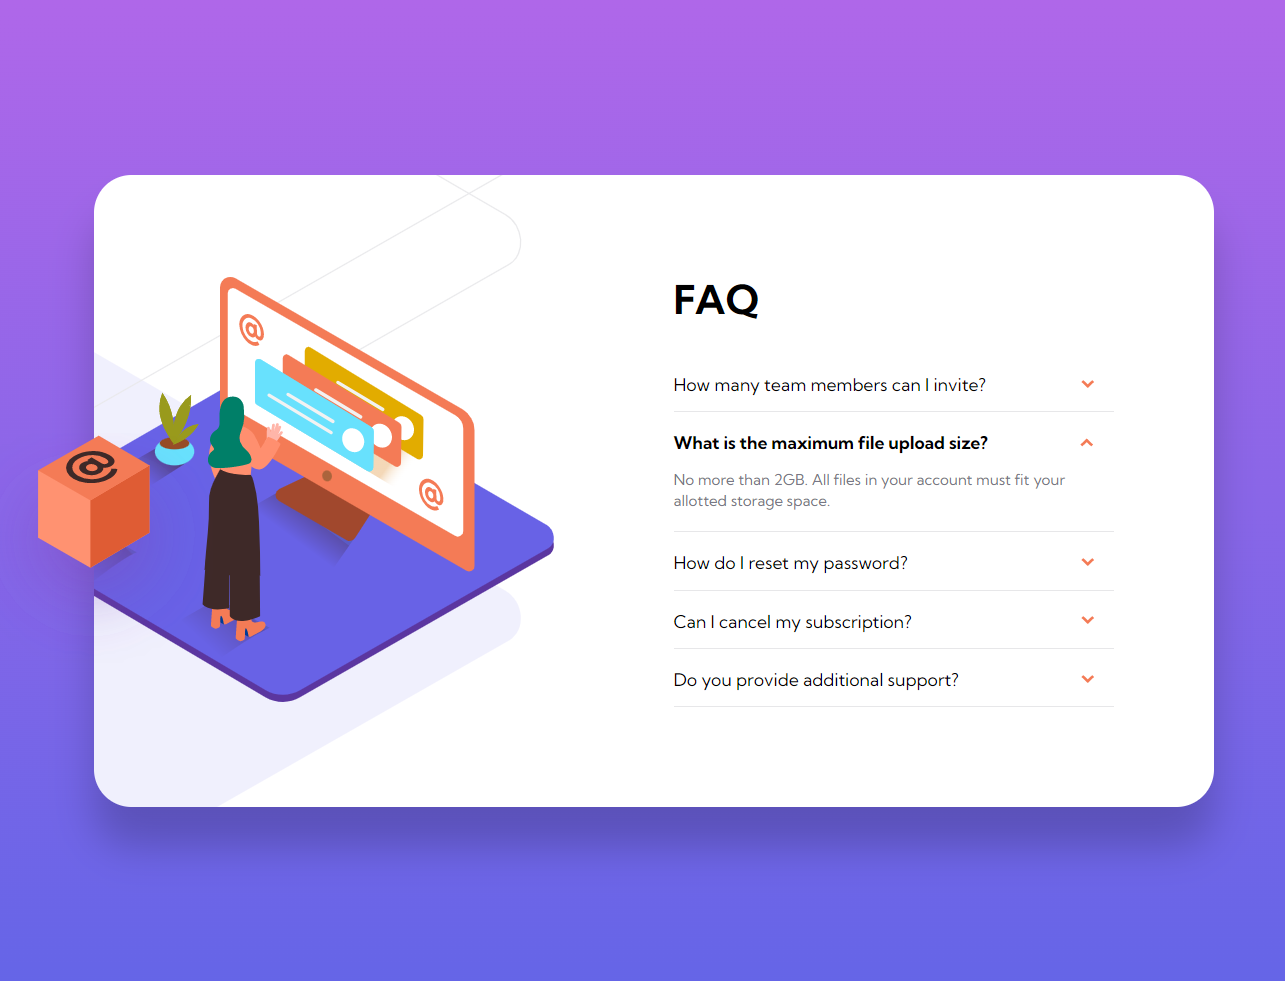 FAQ
How many team members can I invite?
What is the maximum file upload size?
No more than 2GB. All files in your account must fit your
allotted storage space.
How do I reset my password?
Can I cancel my subscription?
Do you provide additional support?
@
@
@